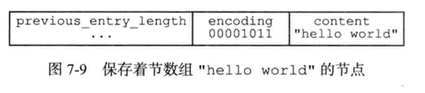 previous_entry_length encoding content
... 00001011 "hello world"
图 7-9 保存着节数组 "hello world" 的节点